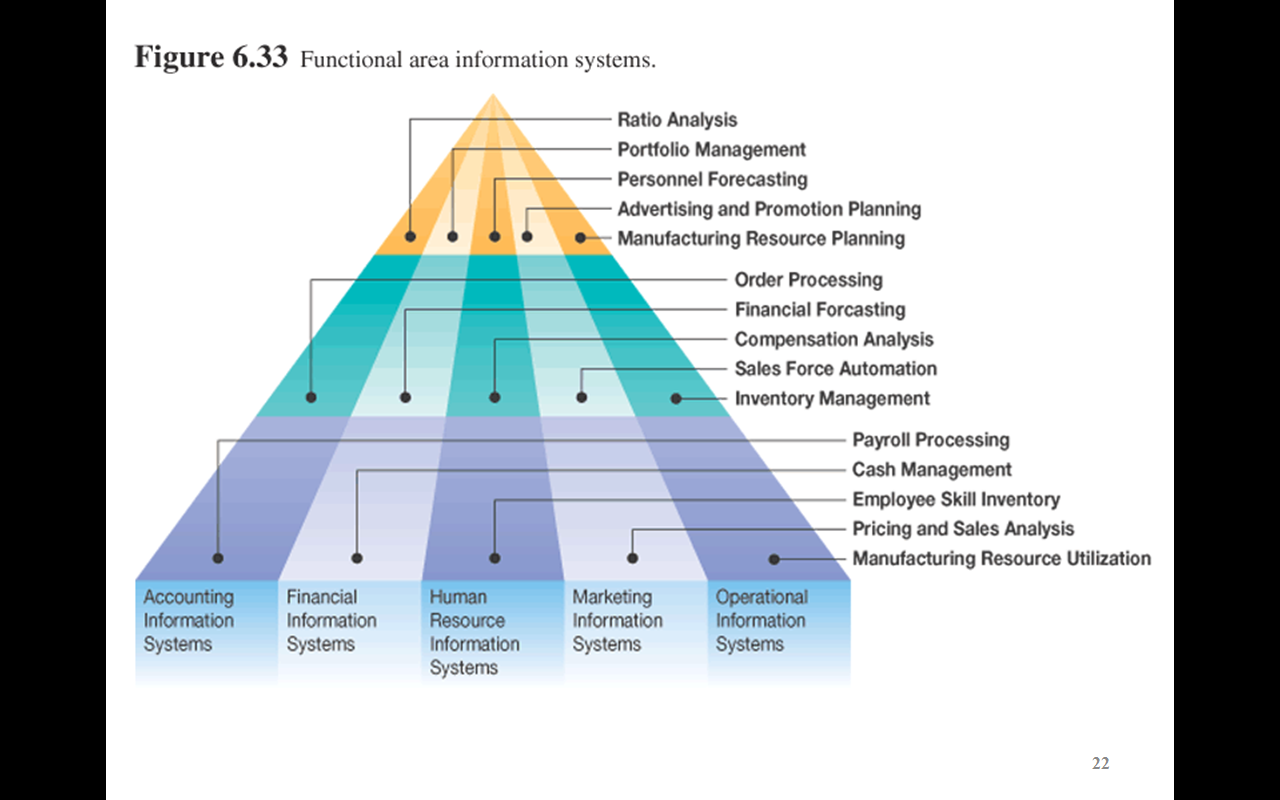 Figure 6.33 Functional area information systems.
Ratio Analysis
Portfolio Management
Personnel Forecasting
Advertising and Promotion Planning
Manufacturing Resource Planning
Order Processing
Financial Forcasting
Compensation Analysis
Sales Force Automation
Inventory Management
Payroll Processing
Cash Management
Employee Skill Inventory
Pricing and Sales Analysis
Manufacturing Resource Utilization
Accounting
Information
Systems
Financial
Information
Systems
Human
Resource
Information
Systems
Marketing
Information
Systems
Operational
Information
Systems
22